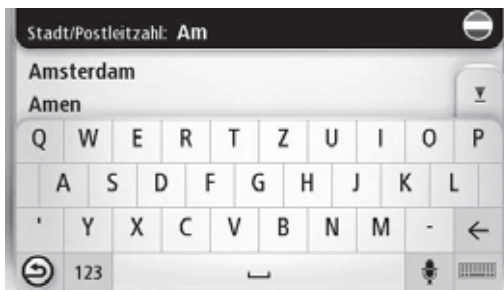 Stadt/Postleitzahl: Am
Amsterdam
Amen
Q W E R T Z U I O P
A S D F G H J K L
' Y X C V B N M -
123